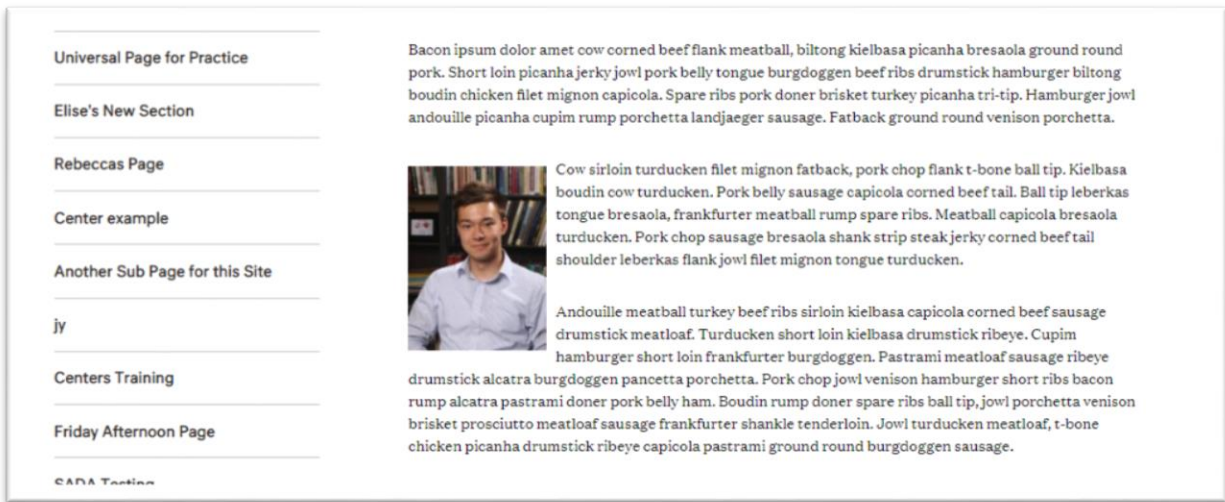 Universal Page for Practice
Elise's New Section
Rebeccas Page
Center example
Another Sub Page for this Site
jy
Centers Training
Friday Afternoon Page
SADA Testing
Bacon ipsum dolor amet cow corned beef flank meatball, biltong kielbasa picanha bresaola ground round
pork. Short loin picanha jerky jowl pork belly tongue burgdoggen beef ribs drumstick hamburger biltong
boudin chicken filet mignon capicola. Spare ribs pork doner brisket turkey picanha tri-tip. Hamburger jowl
andouille picanha cupim rump porchetta landjaeger sausage. Fatback ground round venison porchetta.
Cow sirloin turducken filet mignon fatback, pork chop flank t-bone ball tip. Kielbasa
boudin cow turducken. Pork belly sausage capicola corned beef tail. Ball tip leberkas
tongue bresaola, frankfurter meatball rump spare ribs. Meatball capicola bresaola
turducken. Pork chop sausage bresaola shank strip steak jerky corned beef tail
shoulder leberkas flank jowl filet mignon tongue turducken.
Andouille meatball turkey beef ribs sirloin kielbasa capicola corned beef sausage
drumstick meatloaf. Turducken short loin kielbasa drumstick ribeye. Cupim
hamburger short loin frankfurter burgdoggen. Pastrami meatloaf sausage ribeye
drumstick alcatra burgdoggen pancetta porchetta. Pork chop jowl venison hamburger short ribs bacon
rump alcatra pastrami doner pork belly ham. Boudin rump doner spare ribs ball tip, jowl porchetta venison
brisket prosciutto meatloaf sausage frankfurter shankle tenderloin. Jowl turducken meatloaf, t-bone
chicken picanha drumstick ribeye capicola pastrami ground round burgdoggen sausage.